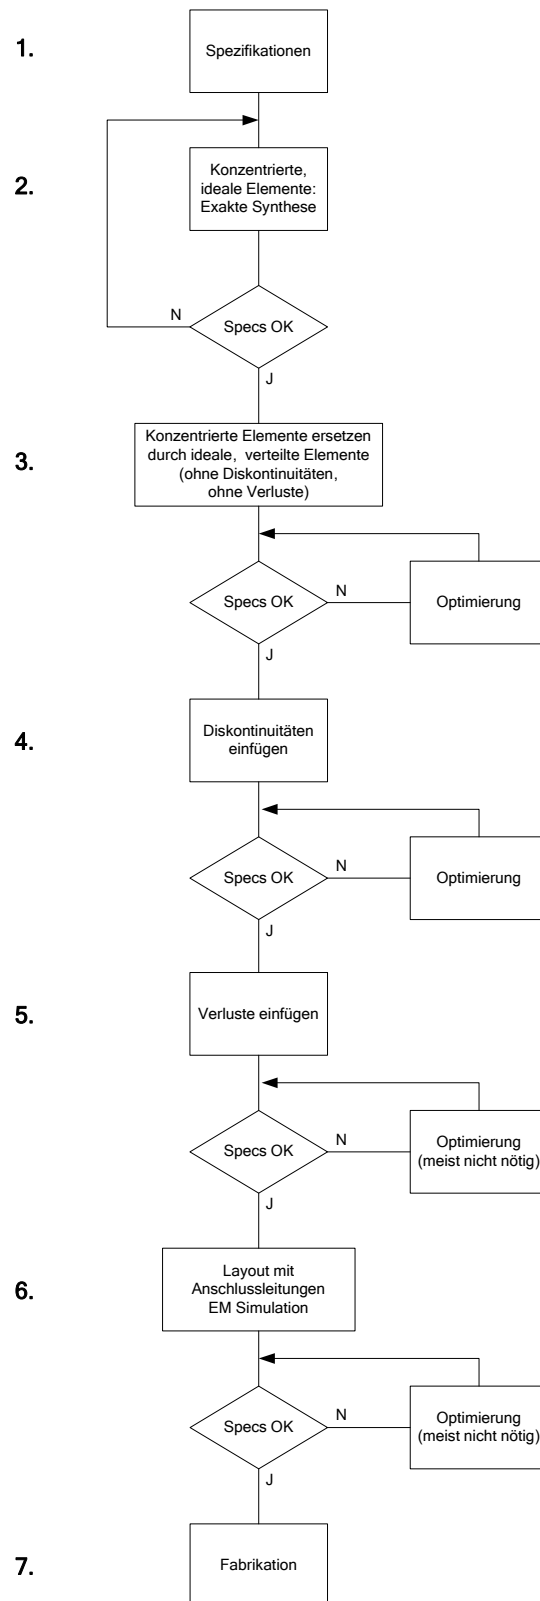 1.
Spezifikationen
2.
Konzentrierte,
ideale Elemente:
Exakte Synthese
N
Specs OK
J
3.
Konzentrierte Elemente ersetzen
durch ideale, verteilte Elemente
(ohne Diskontinuitäten,
ohne Verluste)
Specs OK
N
Optimierung
J
4.
Diskontinuitäten
einfügen
Specs OK
N
Optimierung
J
5.
Verluste einfügen
Specs OK
N
Optimierung
(meist nicht nötig)
J
6.
Layout mit
Anschlussleitungen
EM Simulation
Specs OK
N
Optimierung
(meist nicht nötig)
J
7.
Fabrikation